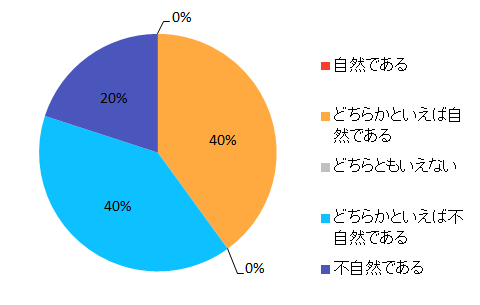 0%
自然である
20%
40%
どちらかといえば自
然である
どちらともいえない
40%
どちらかといえば不
自然である
0%
不自然である